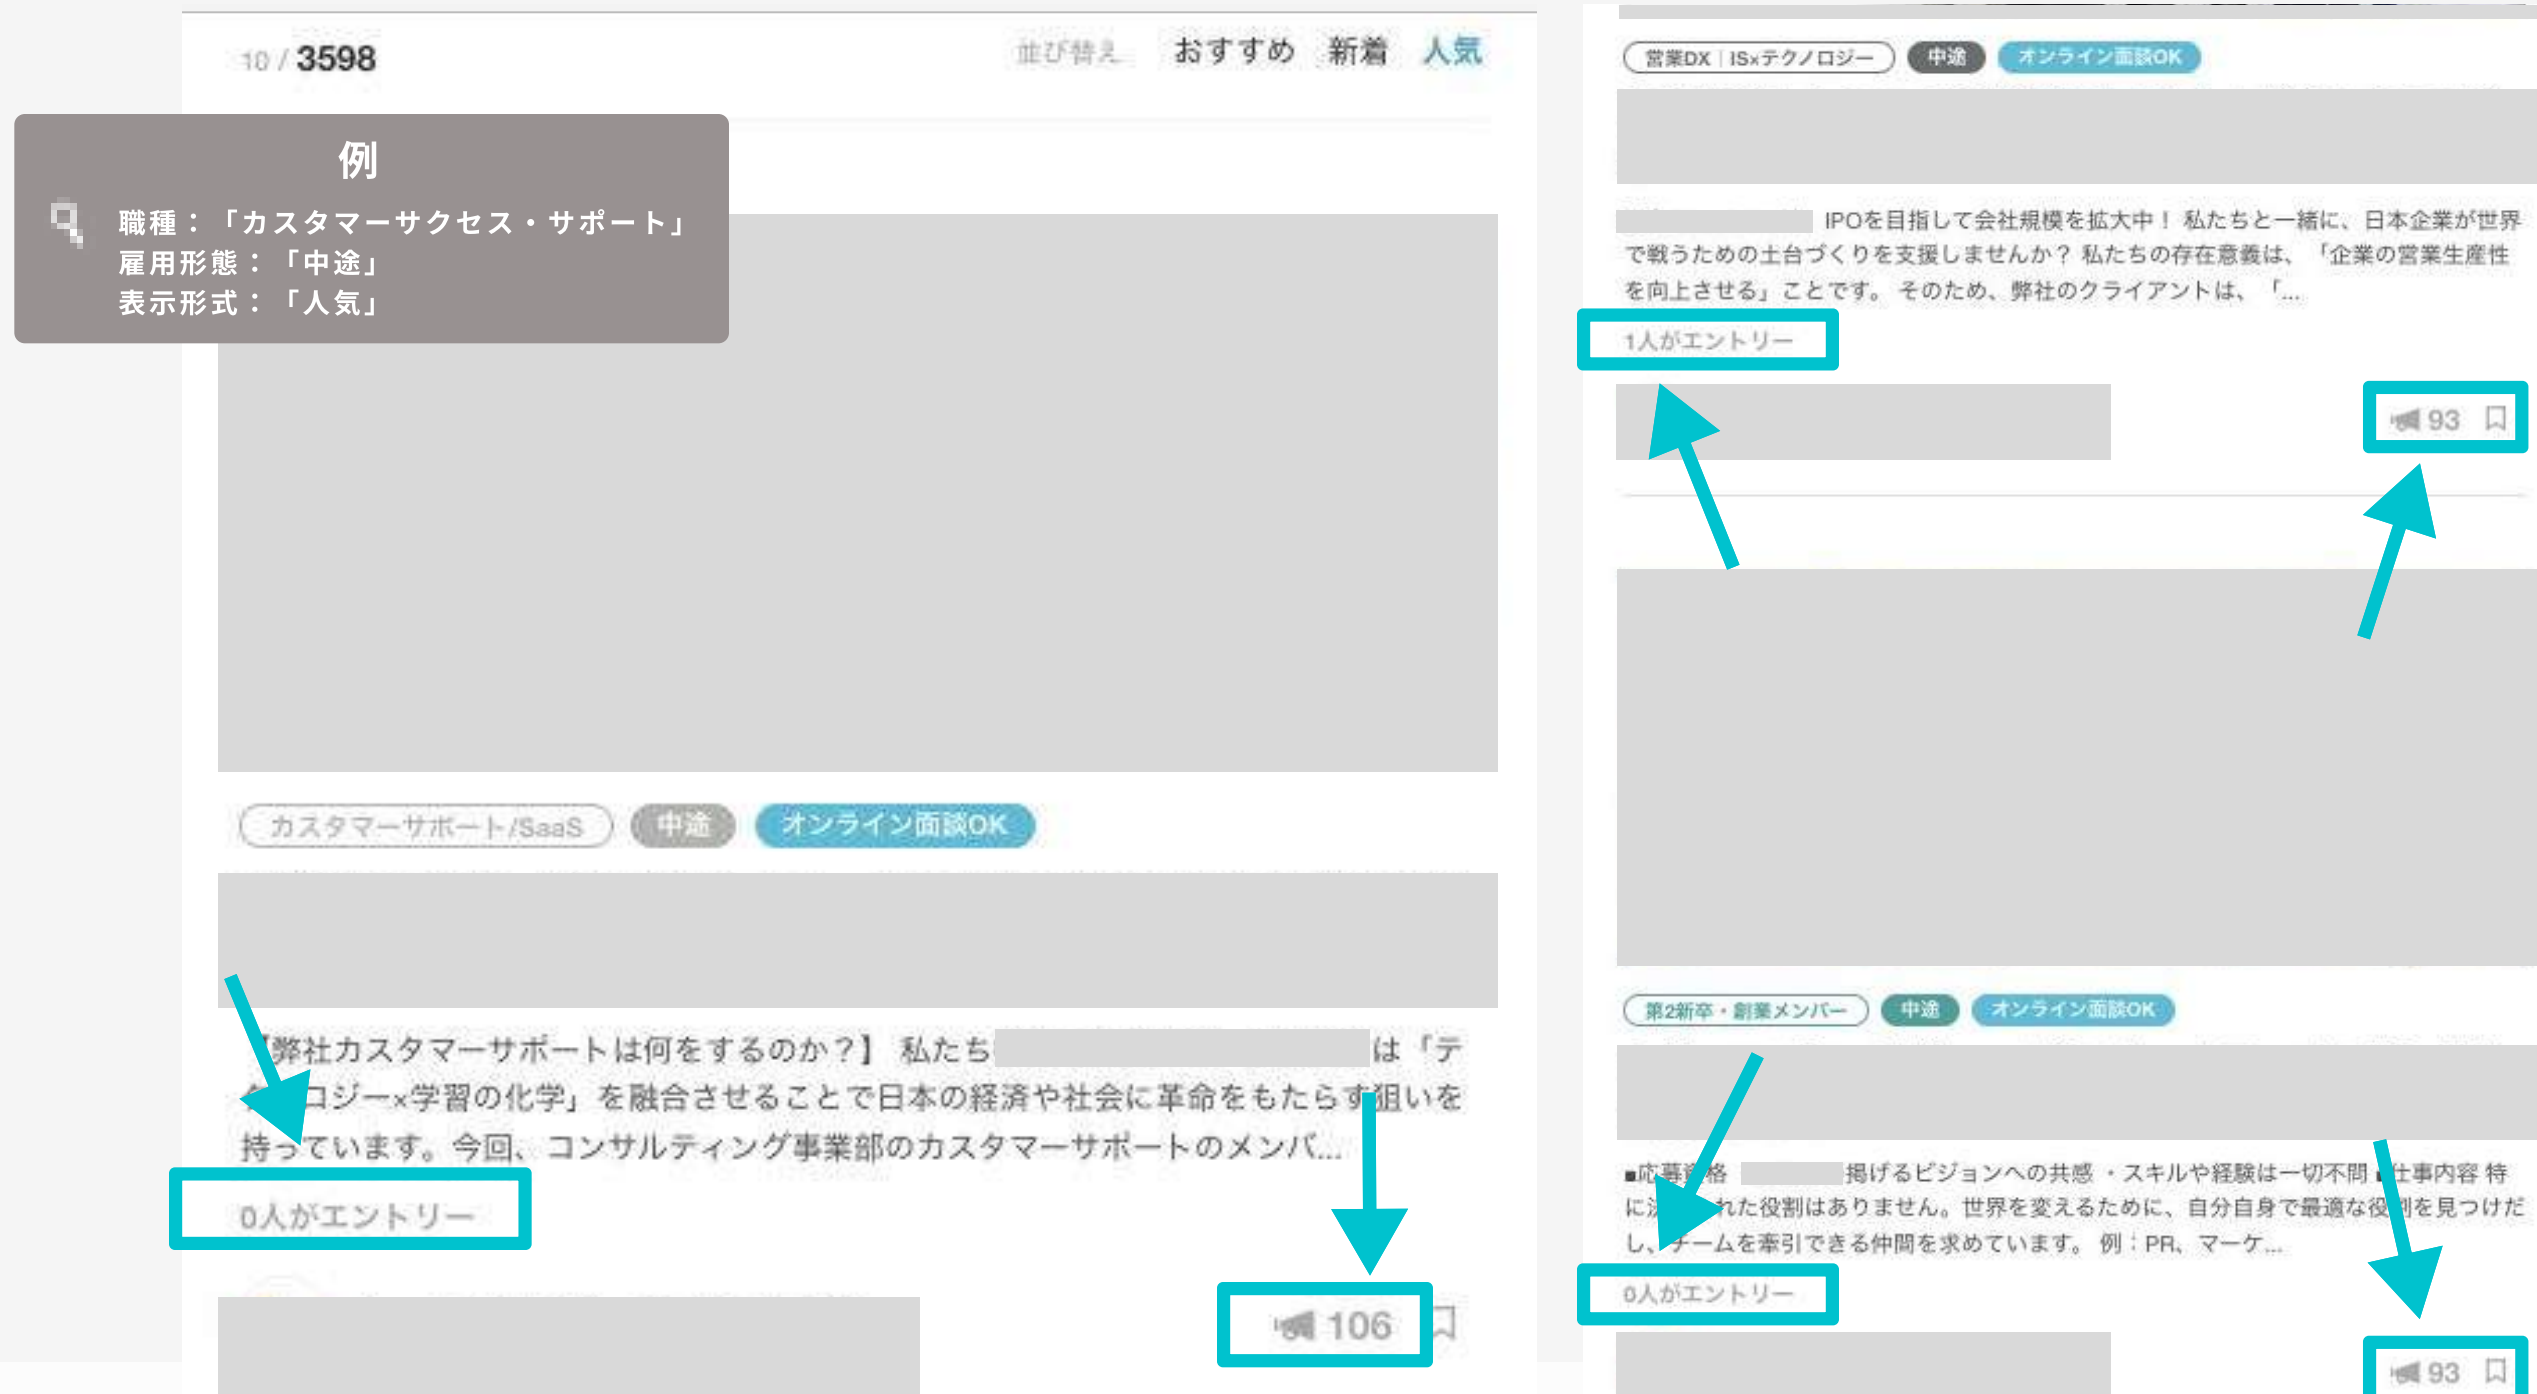 10 / 3598
並び替え おすすめ 新着 人気
例
職種：「カスタマーサクセス・サポート」
雇用形態：「中途」
表示形式：「人気」
カスタマーサポート/SaaS 中途 オンライン面談OK
弊社カスタマーサポートは何をするのか？】 私たち は「テ
ロジー×学習の化学」を融合させることで日本の経済や社会に革命をもたらす狙いを
持っています。今回、コンサルティング事業部のカスタマーサポートのメンバ...
0人がエントリー
106
営業DX｜IS×テクノロジー 中途 オンライン面談OK
IPOを目指して会社規模を拡大中！ 私たちと一緒に、日本企業が世界
で戦うための土台づくりを支援しませんか？ 私たちの存在意義は、「企業の営業生産性
を向上させる」ことです。 そのため、弊社のクライアントは、「...
1人がエントリー
93
第2新卒・創業メンバー 中途 オンライン面談OK
■応募資格 掲げるビジョンへの共感 ・スキルや経験は一切不問 ■仕事内容 特
に れた役割はありません。世界を変えるために、自分自身で最適な役割を見つけだ
し、チームを牽引できる仲間を求めています。 例：PR、マーケ...
0人がエントリー
93